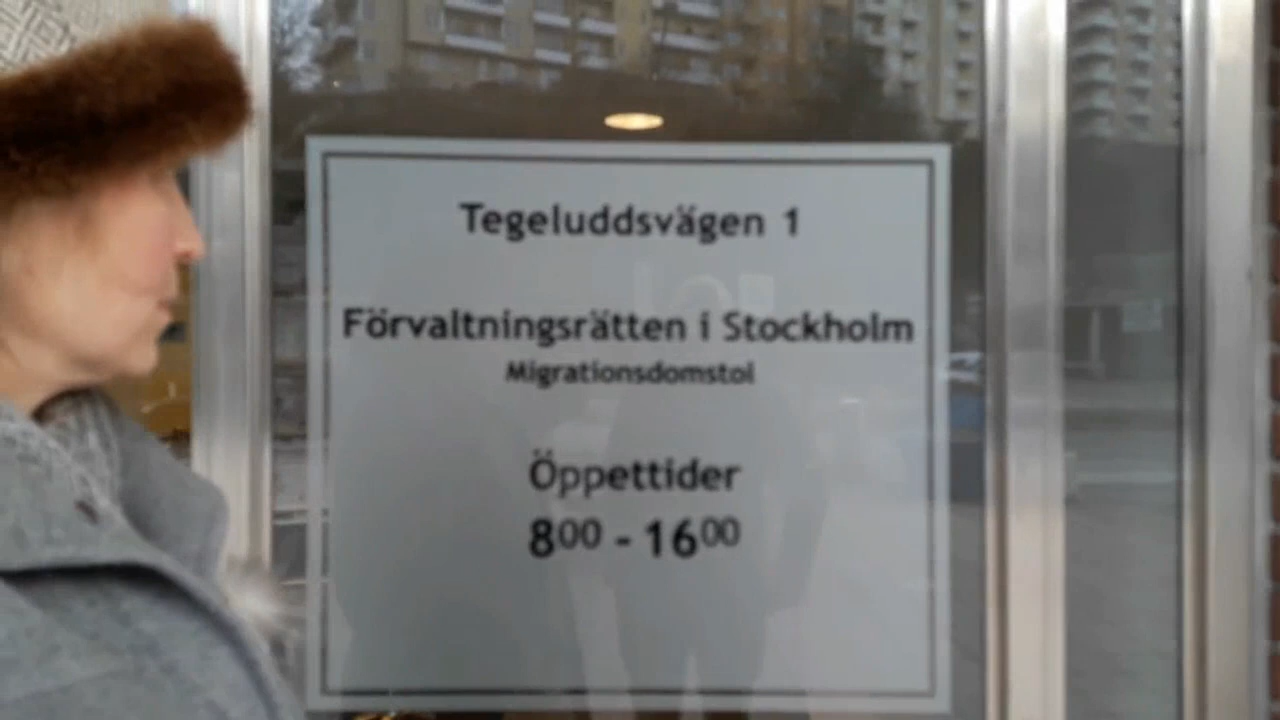 Tegeluddsvägen 1
Förvaltningsrätten i Stockholm
Migrationsdomstol
Öppettider
8⁰⁰ - 16⁰⁰